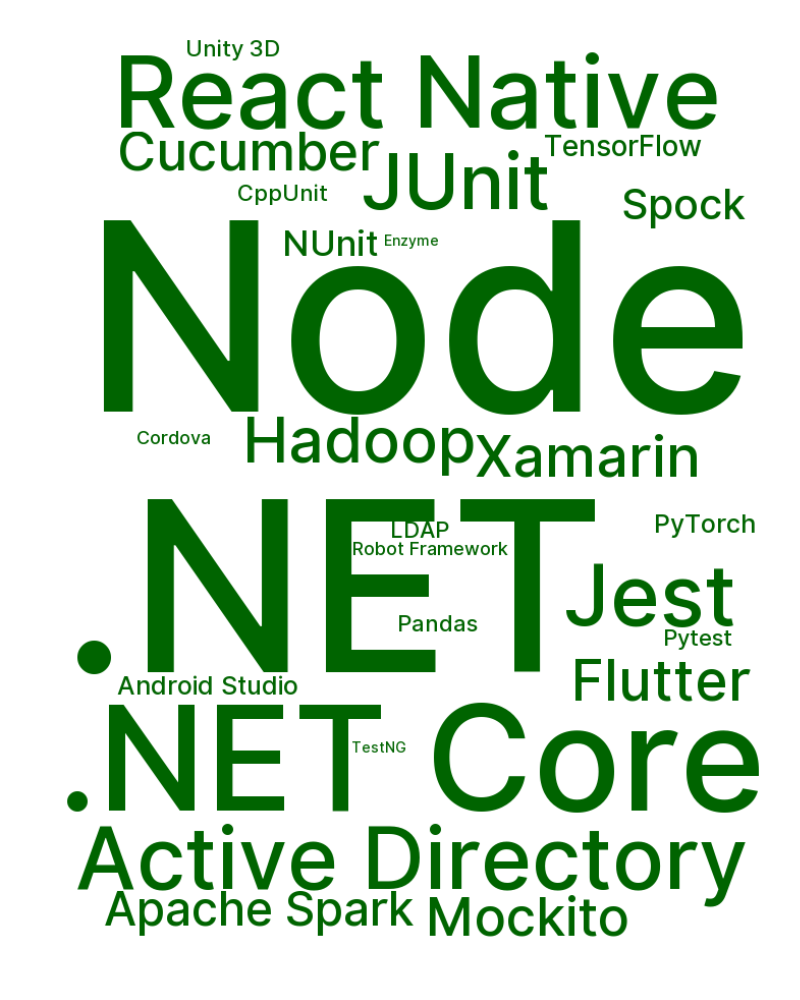 Unity 3D
React Native
Cucumber
TensorFlow
JUnit
CppUnit
Spock
NUnit
Enzyme
Node
Cordova
Hadoop
Xamarin
.NET
LDAP
PyTorch
Robot Framework
Jest
Pandas
Pytest
Flutter
Android Studio
.NET Core
TestNG
Active Directory
Apache Spark
Mockito